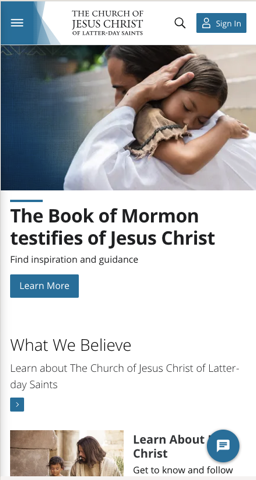 THE CHURCH OF
JESUS CHRIST
OF LATTER-DAY SAINTS
Sign In
The Book of Mormon
testifies of Jesus Christ
Find inspiration and guidance
Learn More
What We Believe
Learn about The Church of Jesus Christ of Latter-
day Saints
Learn About
Christ
Get to know and follow